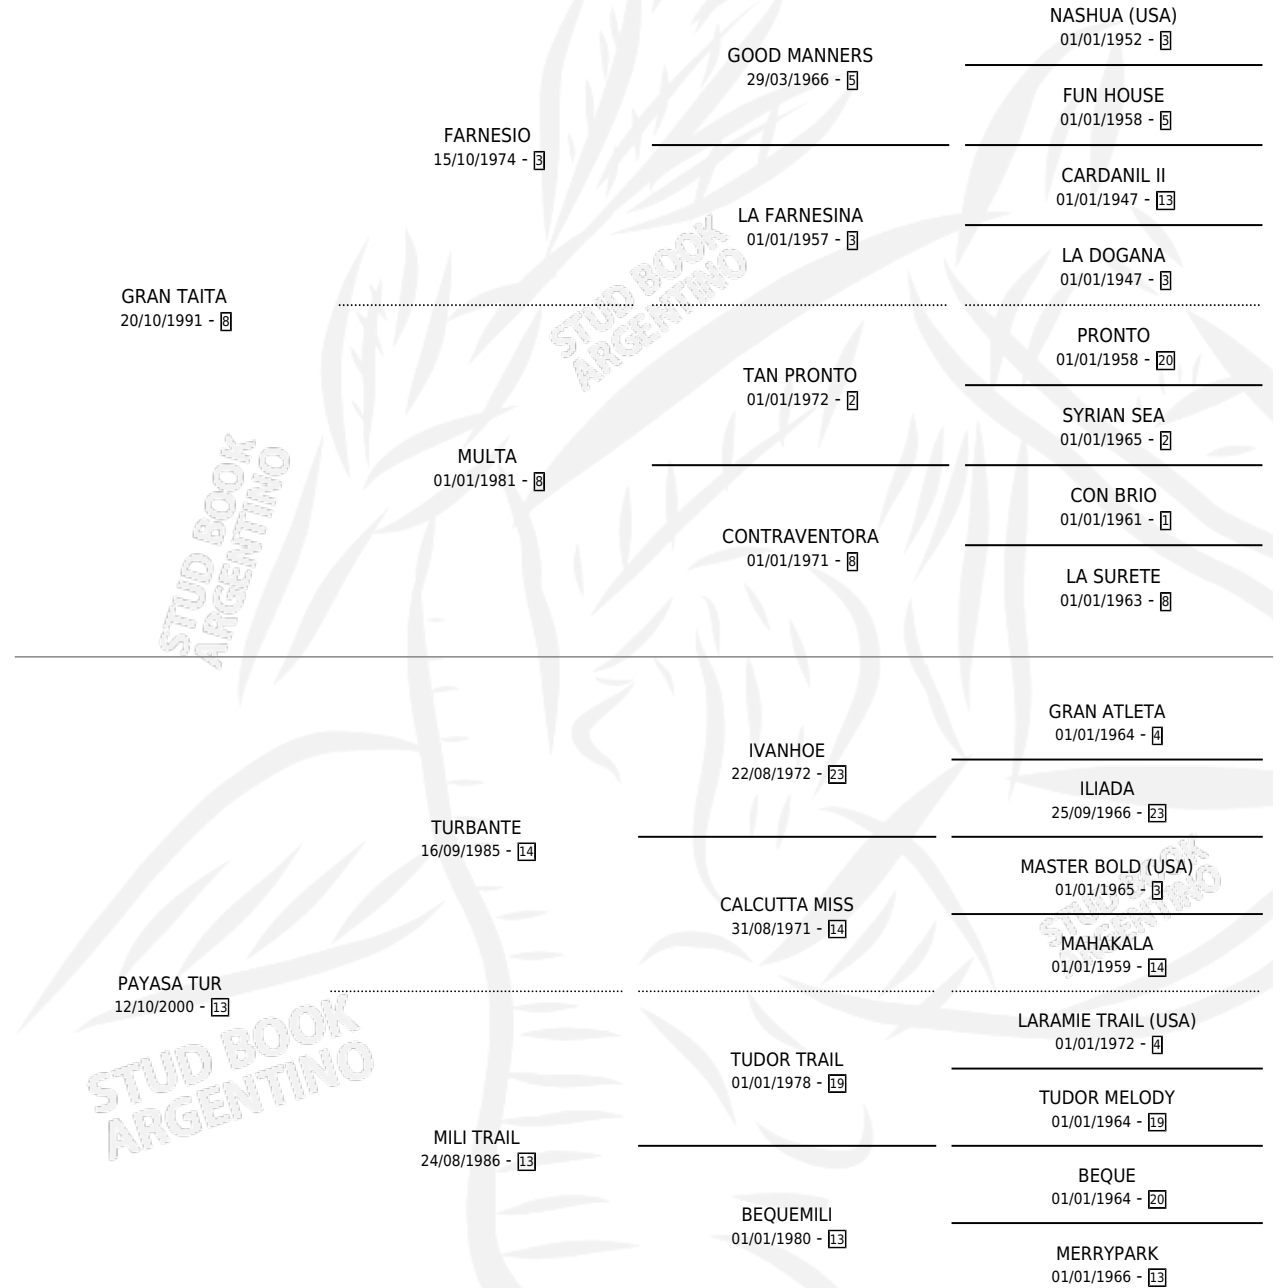 NASHUA (USA)
01/01/1952 - 3
GOOD MANNERS
29/03/1966 - 5
FUN HOUSE
01/01/1958 - 5
FARNESIO
15/10/1974 - 3
CARDANIL II
01/01/1947 - 13
LA FARNESINA
01/01/1957 - 3
LA DOGANA
01/01/1947 - 3
GRAN TAITA
20/10/1991 - 8
PRONTO
01/01/1958 - 20
TAN PRONTO
01/01/1972 - 2
SYRIAN SEA
01/01/1965 - 2
MULTA
01/01/1981 - 8
CON BRIO
01/01/1961 - 1
CONTRAVENTORA
01/01/1971 - 8
LA SURETE
01/01/1963 - 8
GRAN ATLETA
01/01/1964 - 4
IVANHOE
22/08/1972 - 23
ILIADA
25/09/1966 - 23
TURBANTE
16/09/1985 - 14
MASTER BOLD (USA)
01/01/1965 - 3
CALCUTTA MISS
31/08/1971 - 14
MAHAKALA
01/01/1959 - 14
PAYASA TUR
12/10/2000 - 13
LARAMIE TRAIL (USA)
01/01/1972 - 4
TUDOR TRAIL
01/01/1978 - 19
TUDOR MELODY
01/01/1964 - 19
MILI TRAIL
24/08/1986 - 13
BEQUE
01/01/1964 - 20
BEQUEMILI
01/01/1980 - 13
MERRYPARK
01/01/1966 - 13
STUD BOOK
ARGENTINO
STUD BOOK
ARGENTINO
STUD BOOK
ARGENTINO
STUD BOOK
ARGENTINO